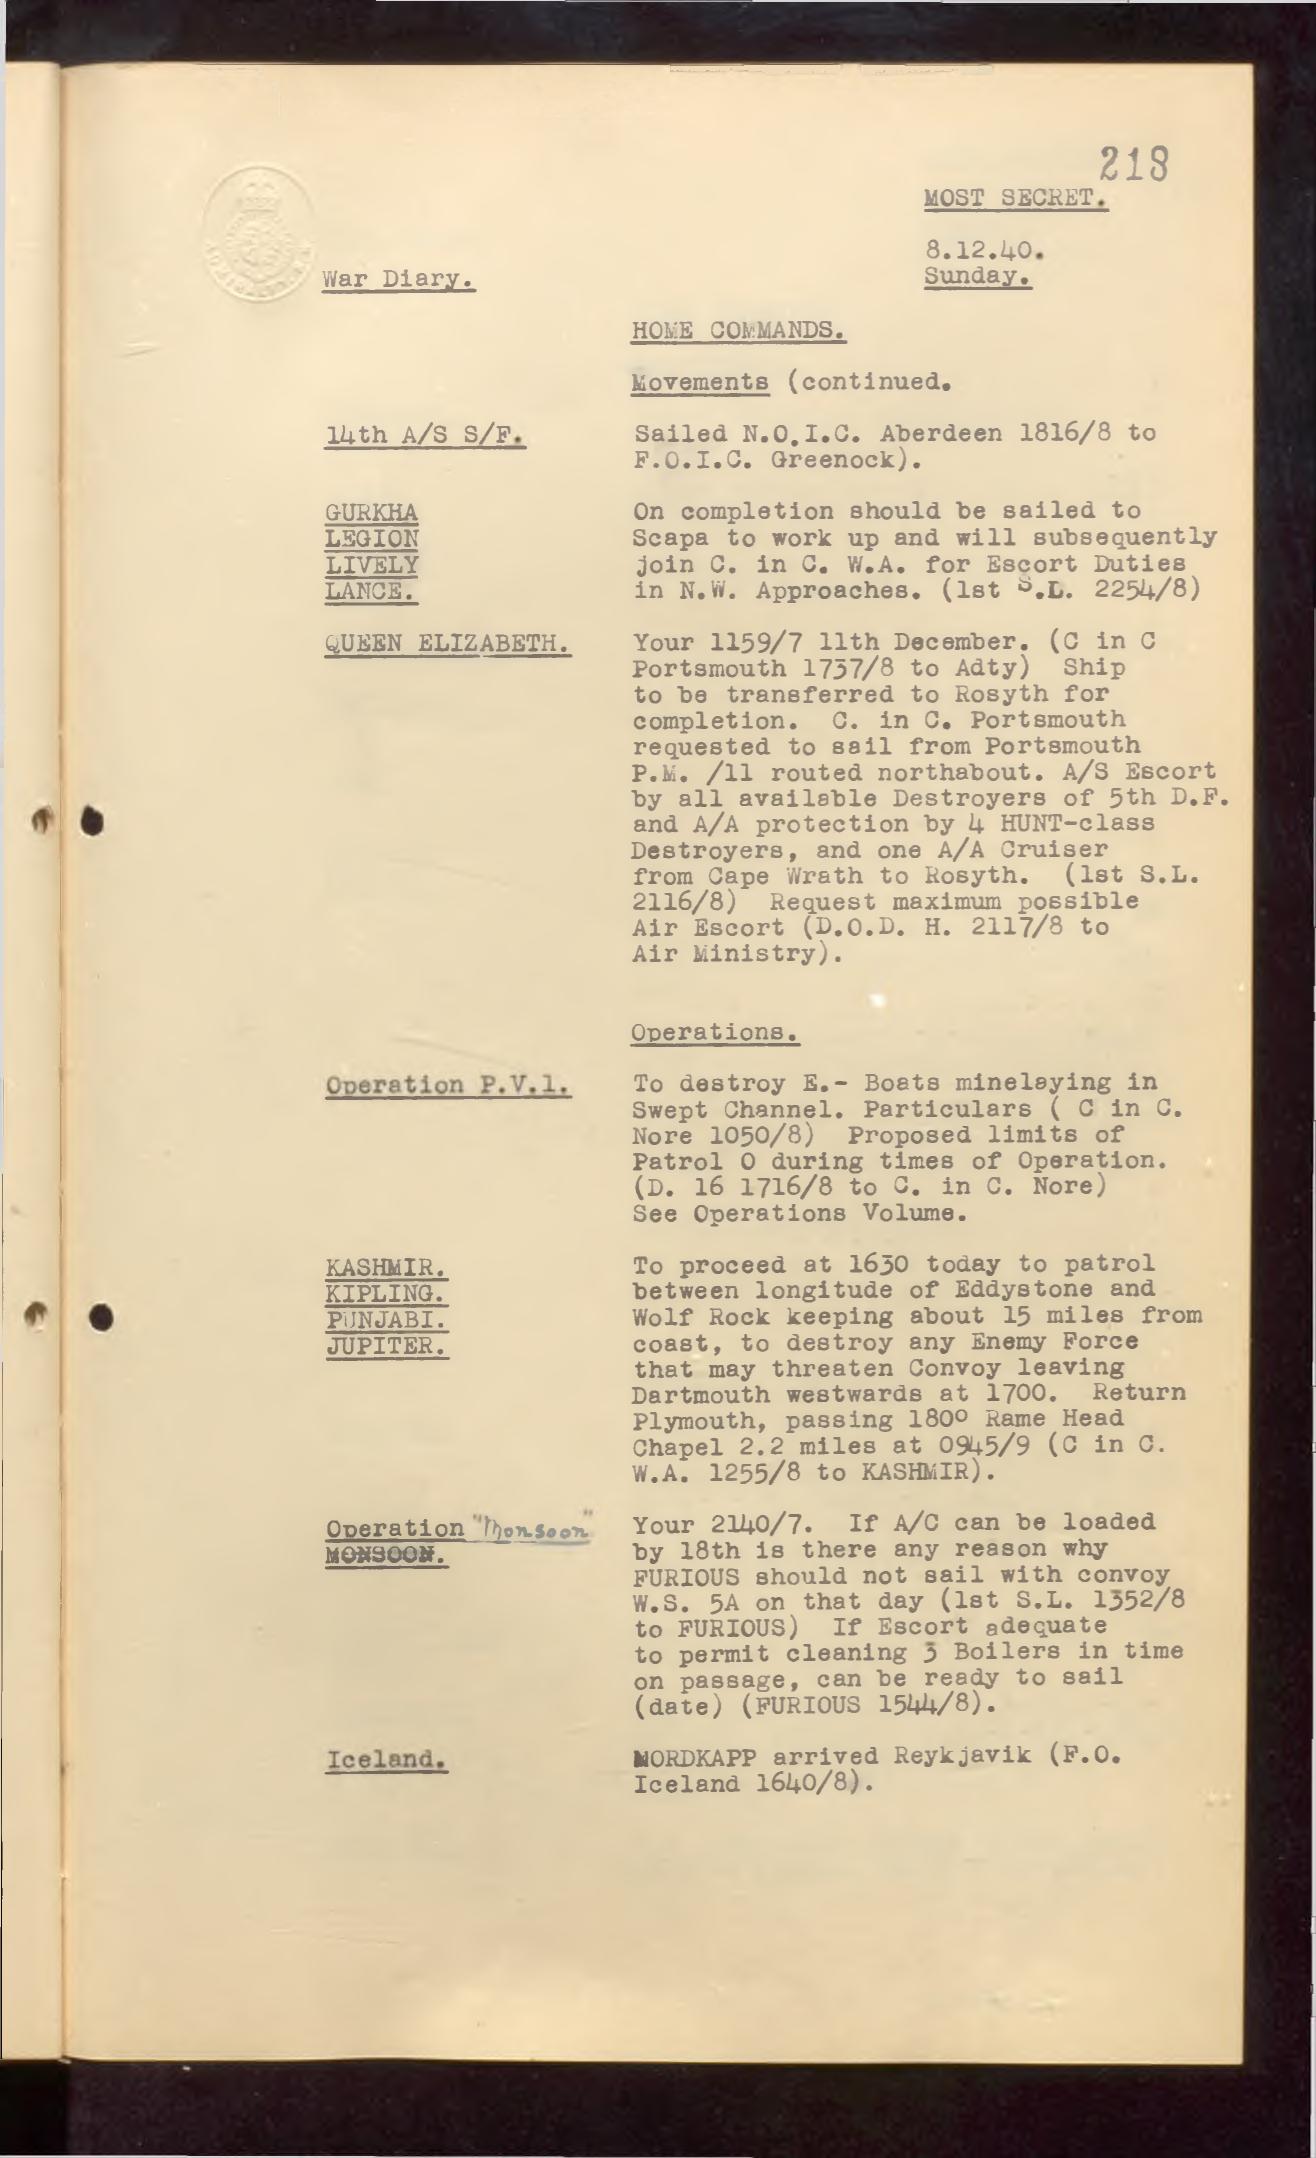 218
MOST SECRET.
8.12.40.
Sunday.
War Diary.
HOME COMMANDS.
Movements (continued.
14th A/S S/F.
Sailed N.O.I.C. Aberdeen 1816/8 to
F.O.I.C. Greenock).
GURKHA
LEGION
LIVELY
LANCE.
On completion should be sailed to
Scapa to work up and will subsequently
join C. in C. W.A. for Escort Duties
in N.W. Approaches. (1st S.L. 2254/8)
QUEEN ELIZABETH.
Your 1159/7 11th December. (C in C
Portsmouth 1737/8 to Adty) Ship
to be transferred to Rosyth for
completion. C. in C. Portsmouth
requested to sail from Portsmouth
P.M. /11 routed northabout. A/S Escort
by all available Destroyers of 5th D.F.
and A/A protection by 4 HUNT-class
Destroyers, and one A/A Cruiser
from Cape Wrath to Rosyth. (1st S.L.
2116/8) Request maximum possible
Air Escort (D.O.D. H. 2117/8 to
Air Ministry).
Operations.
Operation P.V.1.
To destroy E.- Boats minelaying in
Swept Channel. Particulars ( C in C.
Nore 1050/8) Proposed limits of
Patrol O during times of Operation.
(D. 16 1716/8 to C. in C. Nore)
See Operations Volume.
KASHMIR.
KIPLING.
PUNJABI.
JUPITER.
To proceed at 1630 today to patrol
between longitude of Eddystone and
Wolf Rock keeping about 15 miles from
coast, to destroy any Enemy Force
that may threaten Convoy leaving
Dartmouth westwards at 1700. Return
Plymouth, passing 180° Rame Head
Chapel 2.2 miles at 0945/9 (C in C.
W.A. 1255/8 to KASHMIR).
Operation "Monsoon"
MONSOON.
Your 2140/7. If A/C can be loaded
by 18th is there any reason why
FURIOUS should not sail with convoy
W.S. 5A on that day (1st S.L. 1352/8
to FURIOUS) If Escort adequate
to permit cleaning 3 Boilers in time
on passage, can be ready to sail
(date) (FURIOUS 1544/8).
Iceland.
NORDKAPP arrived Reykjavik (F.O.
Iceland 1640/8).